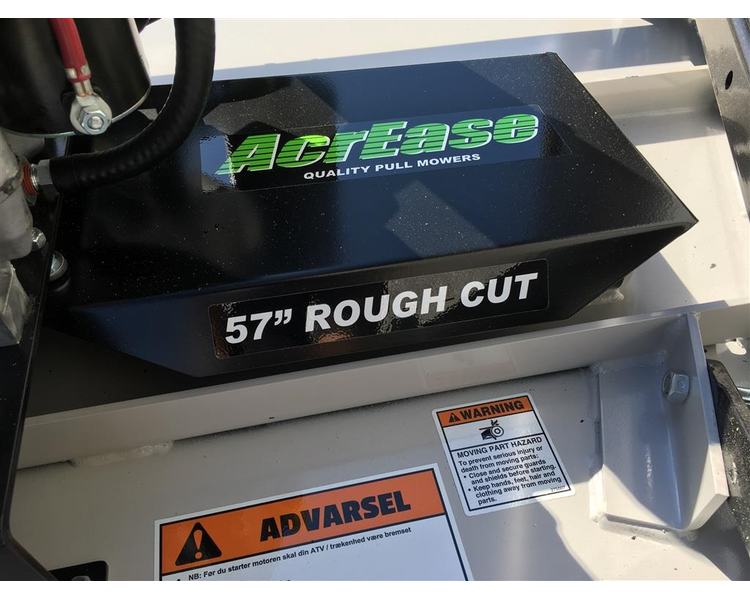 AcrEase
QUALITY PULL MOWERS
57” ROUGH CUT
WARNING
MOVING PART HAZARD
To prevent serious injury or
death from moving parts:
• Close and secure guards
and shields before starting.
• Keep hands, feet, hair and
clothing away from moving
parts.
ADVARSEL
NB: Før du starter motoren skal din ATV / trækenhed være bremset